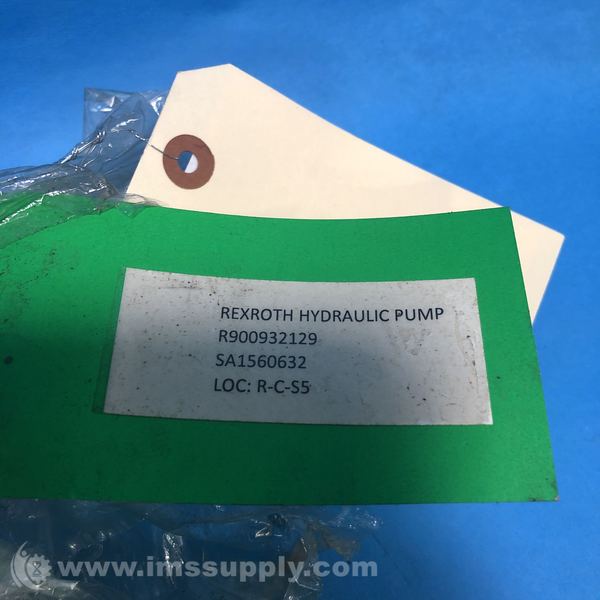 REXROTH HYDRAULIC PUMP
R900932129
SA1560632
LOC: R-C-S5
www.imssupply.com